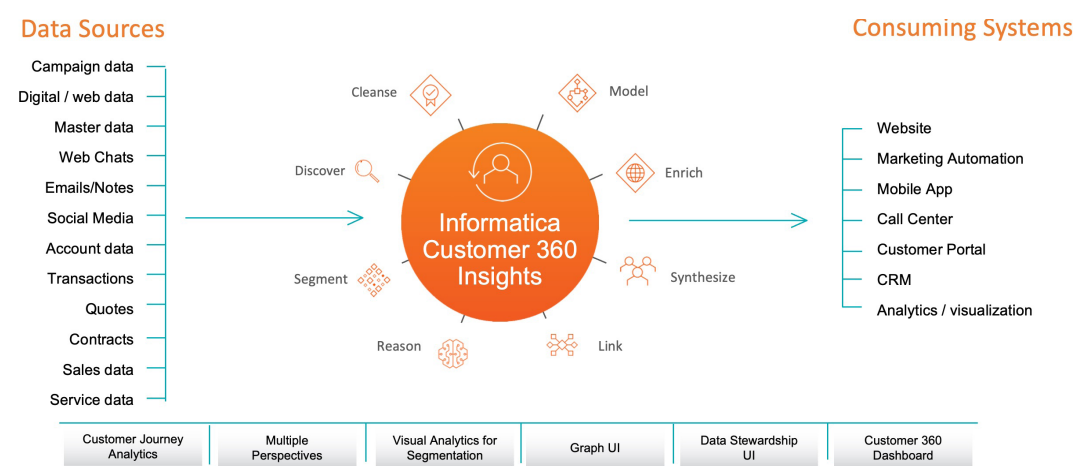 Data Sources
Campaign data
Digital / web data
Master data
Web Chats
Emails/Notes
Social Media
Account data
Transactions
Quotes
Contracts
Sales data
Service data
Cleanse
Discover
Segment
Reason
Informatica
Customer 360
Insights
Model
Enrich
Synthesize
Link
Consuming Systems
Website
Marketing Automation
Mobile App
Call Center
Customer Portal
CRM
Analytics / visualization
Customer Journey
Analytics
Multiple
Perspectives
Visual Analytics for
Segmentation
Graph UI
Data Stewardship
UI
Customer 360
Dashboard